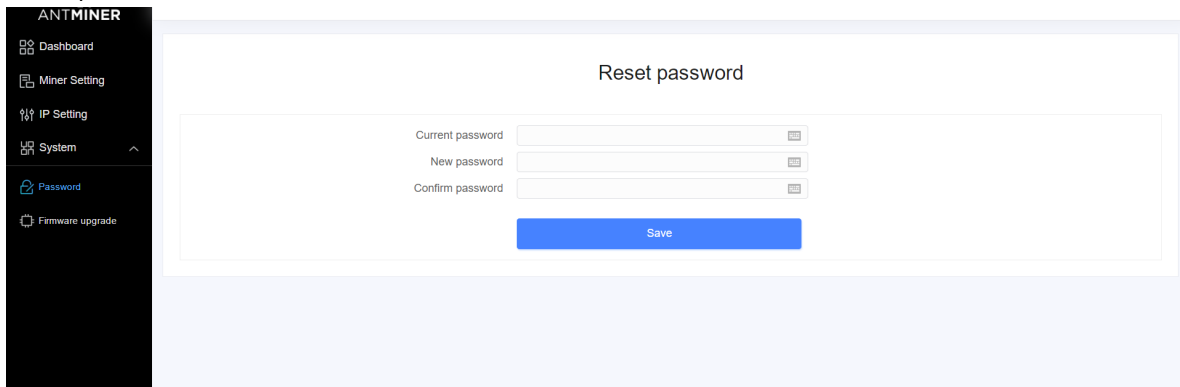 ANTMINER
Dashboard
Miner Setting
IP Setting
System
Password
Firmware upgrade
Reset password
Current password
New password
Confirm password
Save